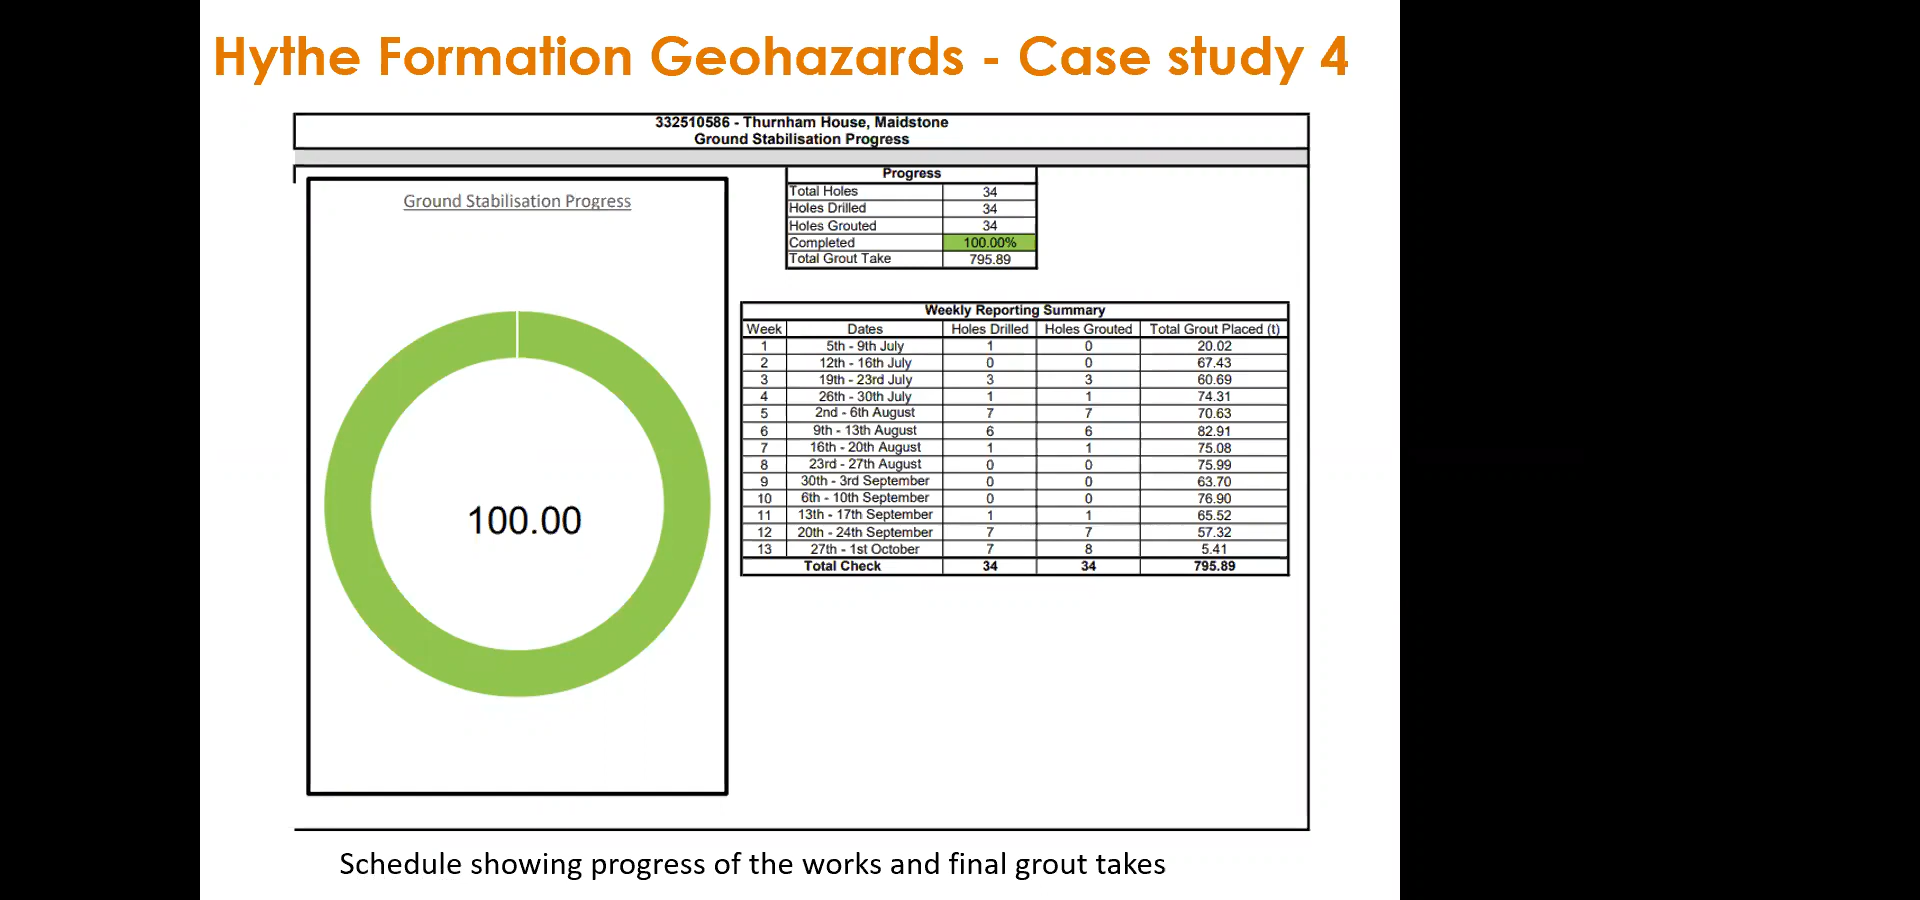 Hythe Formation Geohazards - Case study 4
332510586 - Thurnham House, Maidstone
Ground Stabilisation Progress
Ground Stabilisation Progress
100.00
Progress
Total Holes 34
Holes Drilled 34
Holes Grouted 34
Completed 100.00%
Total Grout Take 795.89
Weekly Reporting Summary
Week Dates Holes Drilled Holes Grouted Total Grout Placed (t)
1 5th - 9th July 1 0 20.02
2 12th - 16th July 0 0 67.43
3 19th - 23rd July 3 3 60.69
4 26th - 30th July 1 1 74.31
5 2nd - 6th August 7 7 70.63
6 9th - 13th August 6 6 82.91
7 16th - 20th August 1 1 75.08
8 23rd - 27th August 0 0 75.99
9 30th - 3rd September 0 0 63.70
10 6th - 10th September 0 0 76.90
11 13th - 17th September 1 1 65.52
12 20th - 24th September 7 7 57.32
13 27th - 1st October 7 8 5.41
Total Check 34 34 795.89
Schedule showing progress of the works and final grout takes